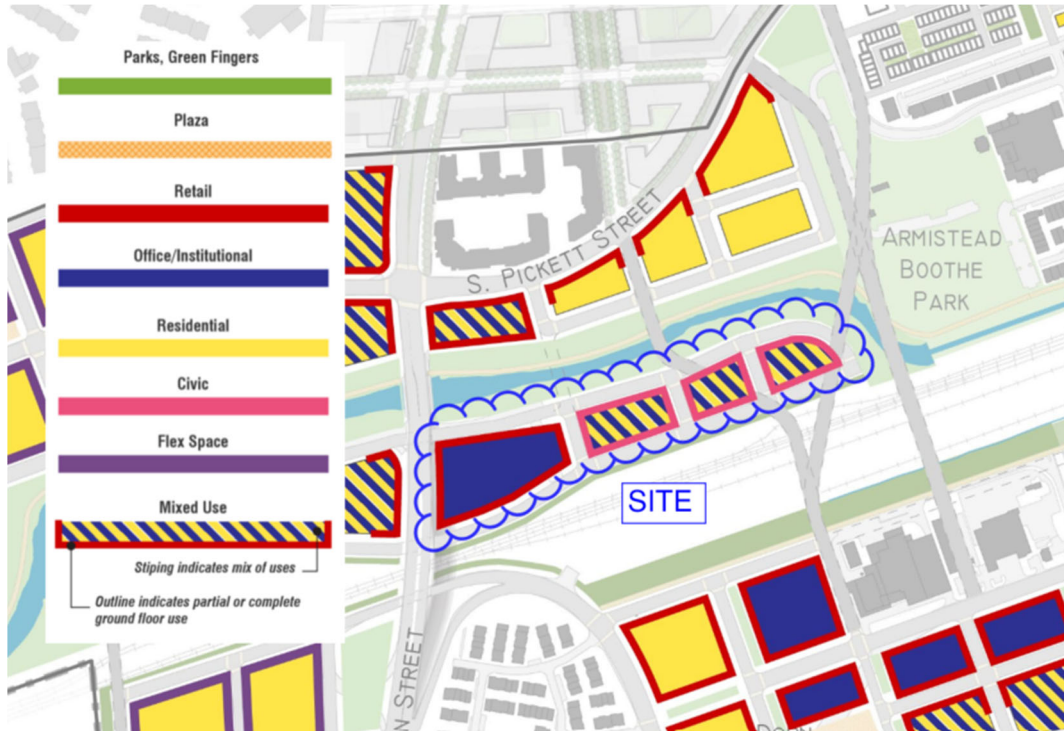 Parks, Green Fingers
Plaza
Retail
Office/Institutional
Residential
Civic
Flex Space
Mixed Use
Stiping indicates mix of uses
Outline indicates partial or complete
ground floor use
S. PICKETT STREET
ARMISTEAD
BOOTHE
PARK
SITE
N STREET